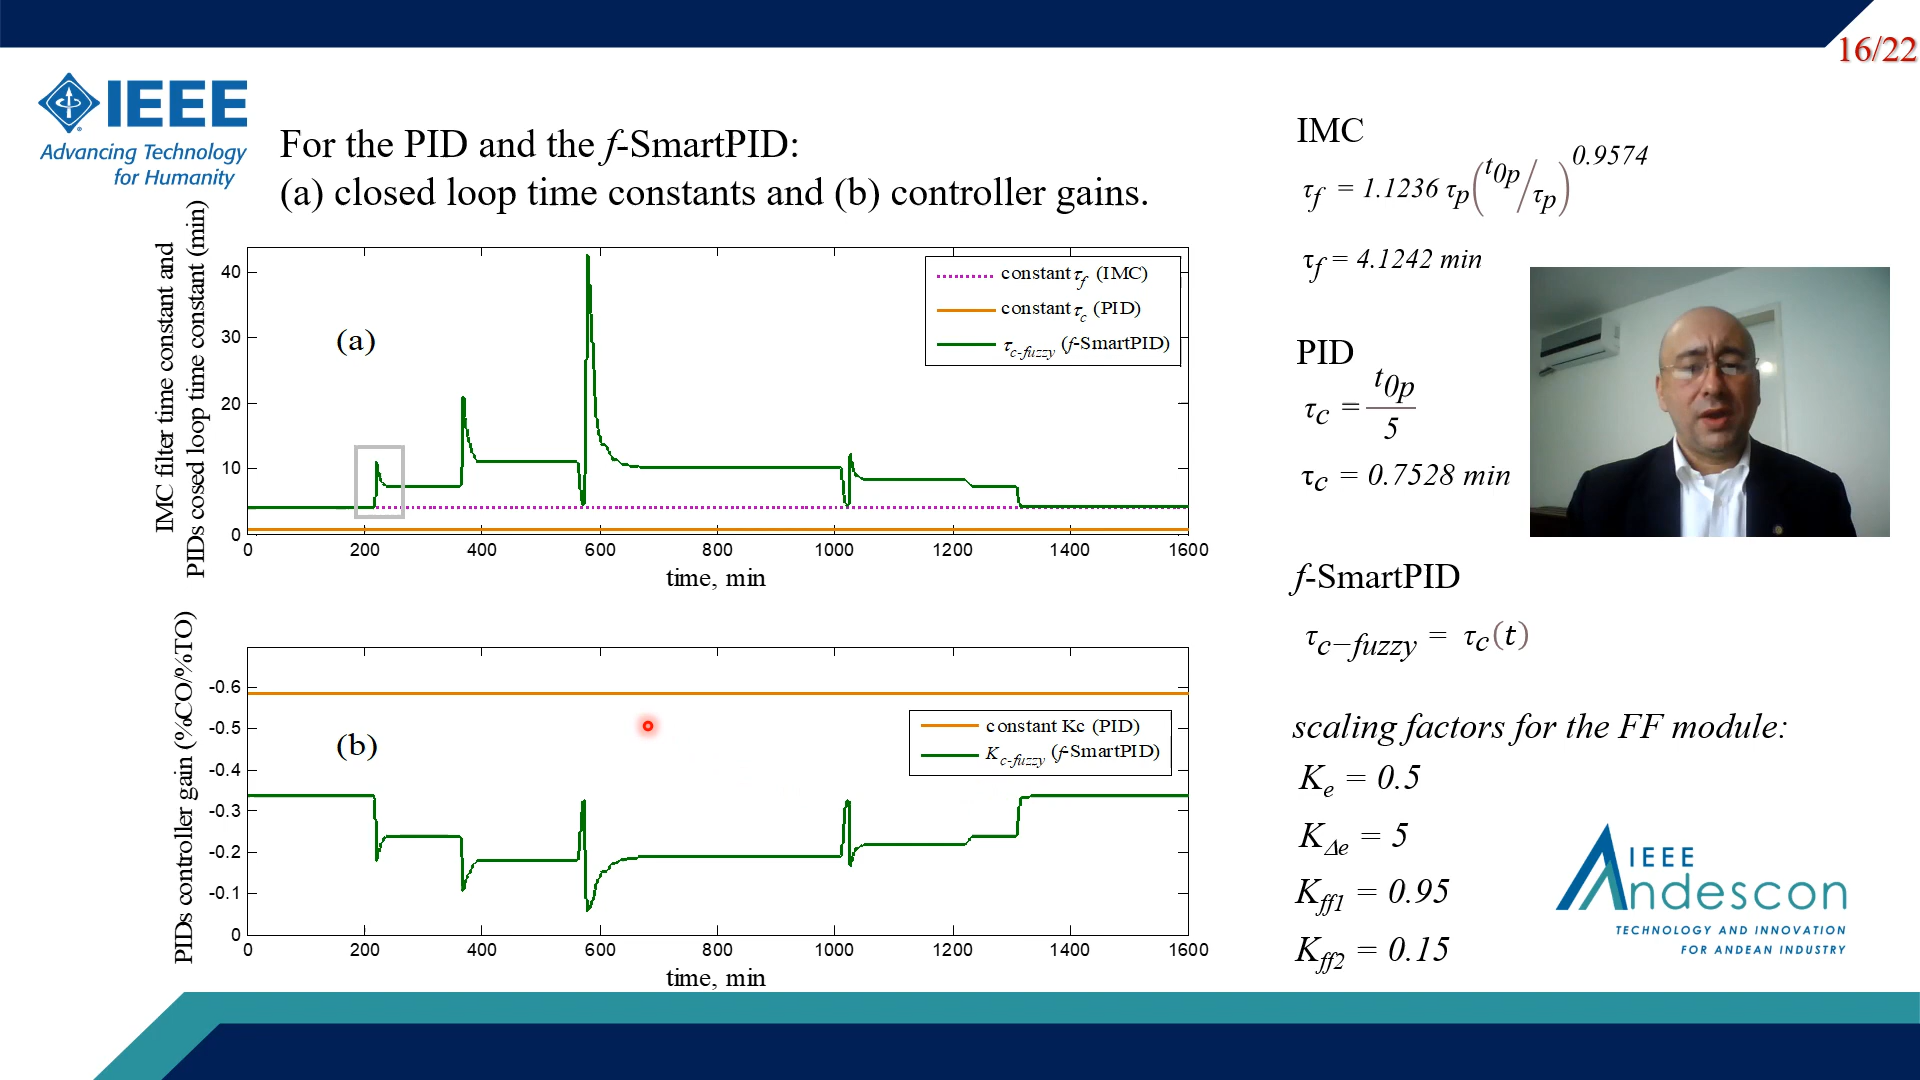 16/22
IEEE
Advancing Technology
for Humanity
For the PID and the f-SmartPID:
(a) closed loop time constants and (b) controller gains.
IMC filter time constant and
PIDs cosed loop time constant (min)
40
30
20
10
0
(a)
constant τf (IMC)
constant τc (PID)
τc-fuzzy (f-SmartPID)
0 200 400 600 800 1000 1200 1400 1600
time, min
PIDs controller gain (%CO/%TO)
-0.6
-0.5
-0.4
-0.3
-0.2
-0.1
0
(b)
constant Kc (PID)
Kc-fuzzy (f-SmartPID)
0 200 400 600 800 1000 1200 1400 1600
time, min
IMC
τf = 1.1236 τp(t0p/τp)^0.9574
τf = 4.1242 min
PID
τc = t0p/5
τc = 0.7528 min
f-SmartPID
τc−fuzzy = τc(t)
scaling factors for the FF module:
Ke = 0.5
KΔe = 5
Kff1 = 0.95
Kff2 = 0.15
IEEE
Andescon
TECHNOLOGY AND INNOVATION
FOR ANDEAN INDUSTRY